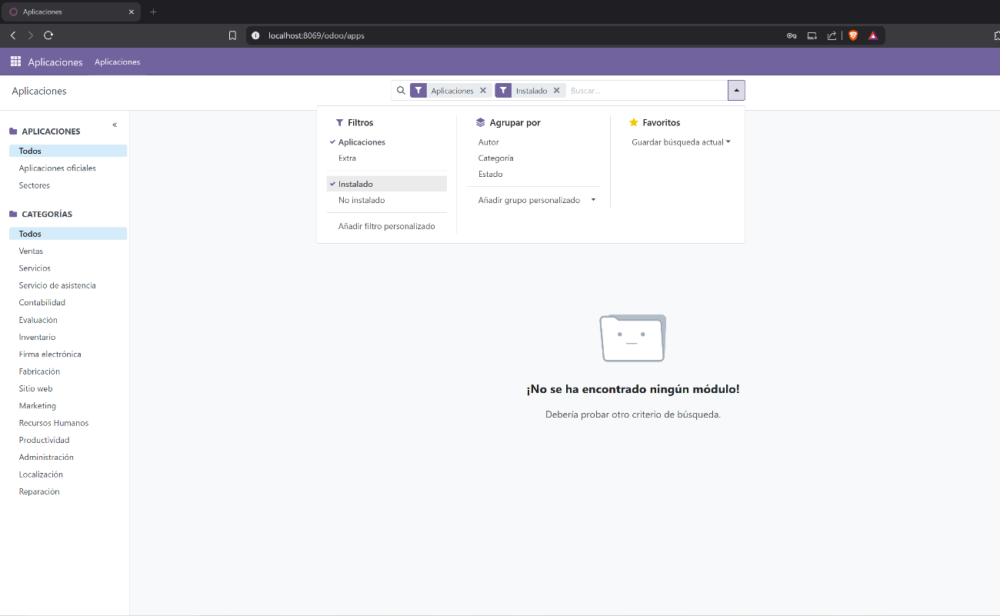 Aplicaciones
localhost:8069/odoo/apps
Aplicaciones Aplicaciones
Aplicaciones
Aplicaciones Instalado Buscar...
APLICACIONES
Todos
Aplicaciones oficiales
Sectores
CATEGORÍAS
Todos
Ventas
Servicios
Servicio de asistencia
Contabilidad
Evaluación
Inventario
Firma electrónica
Fabricación
Sitio web
Marketing
Recursos Humanos
Productividad
Administración
Localización
Reparación
Filtros
Aplicaciones
Extra
Instalado
No instalado
Añadir filtro personalizado
Agrupar por
Autor
Categoría
Estado
Añadir grupo personalizado
Favoritos
Guardar búsqueda actual
¡No se ha encontrado ningún módulo!
Debería probar otro criterio de búsqueda.